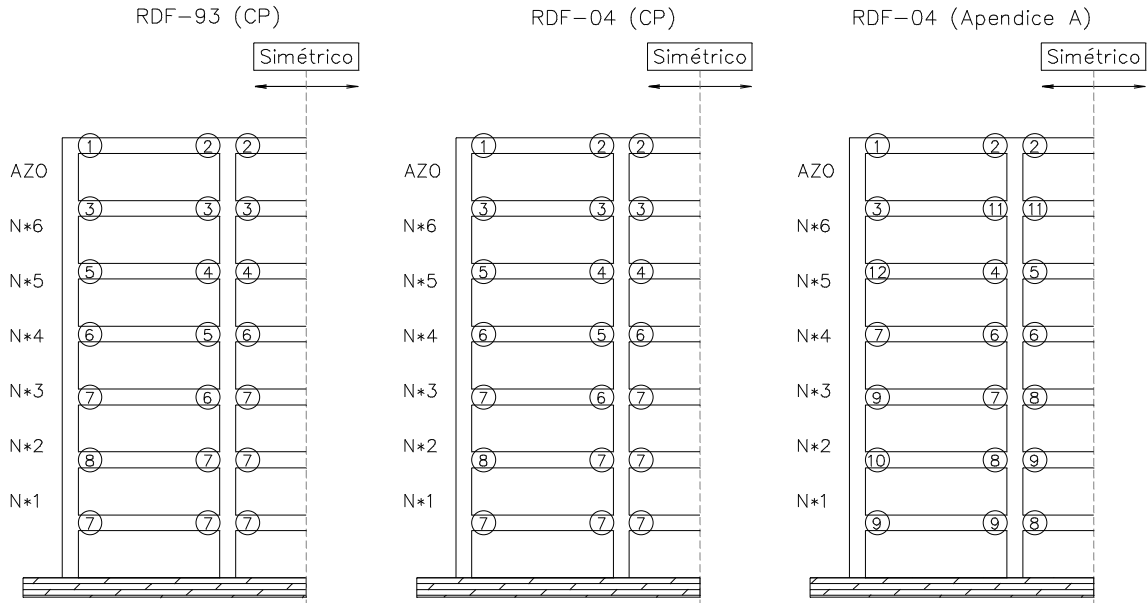 RDF-93 (CP) RDF-04 (CP) RDF-04 (Apendice A)
Simétrico Simétrico Simétrico
1 2 2 1 2 2 1 2 2
AZO AZO AZO
3 3 3 3 3 3 3 11 11
N*6 N*6 N*6
5 4 4 5 4 4 12 4 5
N*5 N*5 N*5
6 5 6 6 5 6 7 6 6
N*4 N*4 N*4
7 6 7 7 6 7 9 7 8
N*3 N*3 N*3
8 7 7 8 7 7 10 8 9
N*2 N*2 N*2
7 7 7 7 7 7 9 9 8
N*1 N*1 N*1